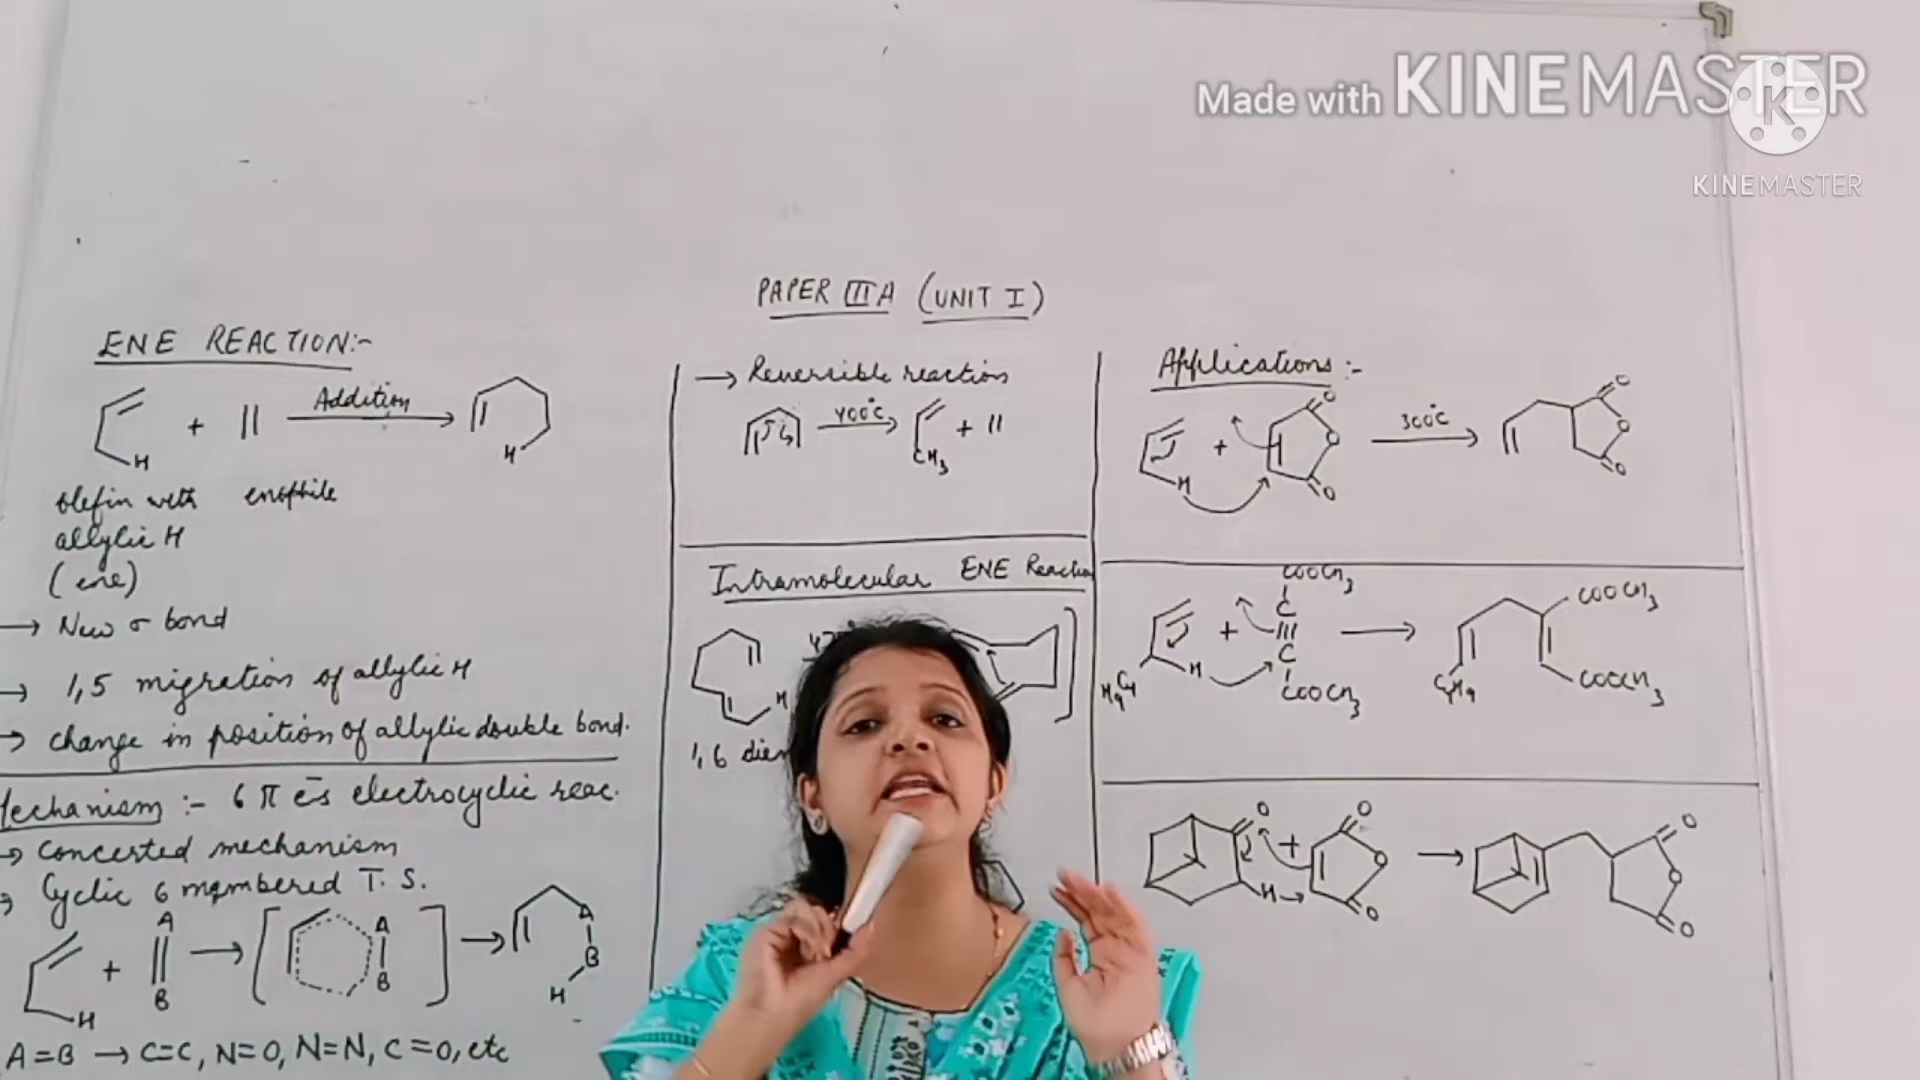 Made with KINEMASTER
KINEMASTER
PAPER III A (UNIT I)
ENE REACTION:-
+ || Addition
H
H
olefin with enophile
allylic H
(ene)
→ New σ bond
→ 1,5 migration of allylic H
→ change in position of allylic double bond.
Mechanism :- 6 π e⁻s electrocyclic reac.
→ Concerted mechanism
→ Cyclic 6 membered T. S.
+ A B → [ A B ] → A B H
H
A=B → C=C, N=O, N=N, C=O, etc
→ Reversible reaction
400°C → + ||
CH3
Intramolecular ENE Reaction
H
1,6 dien
Applications :-
+ O O O 300°C → O O O
H
+ COOCH3 C ||| C COOCH3 → COOCH3 COOCH3
H9C4 H C4H9
O + O O O → O O O
H→